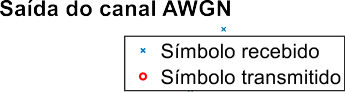 Saída do canal AWGN
Símbolo recebido
Símbolo transmitido